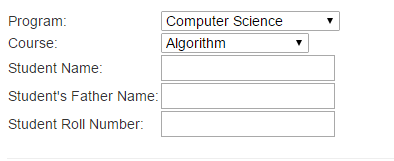 Program: Computer Science
Course: Algorithm
Student Name:
Student's Father Name:
Student Roll Number: